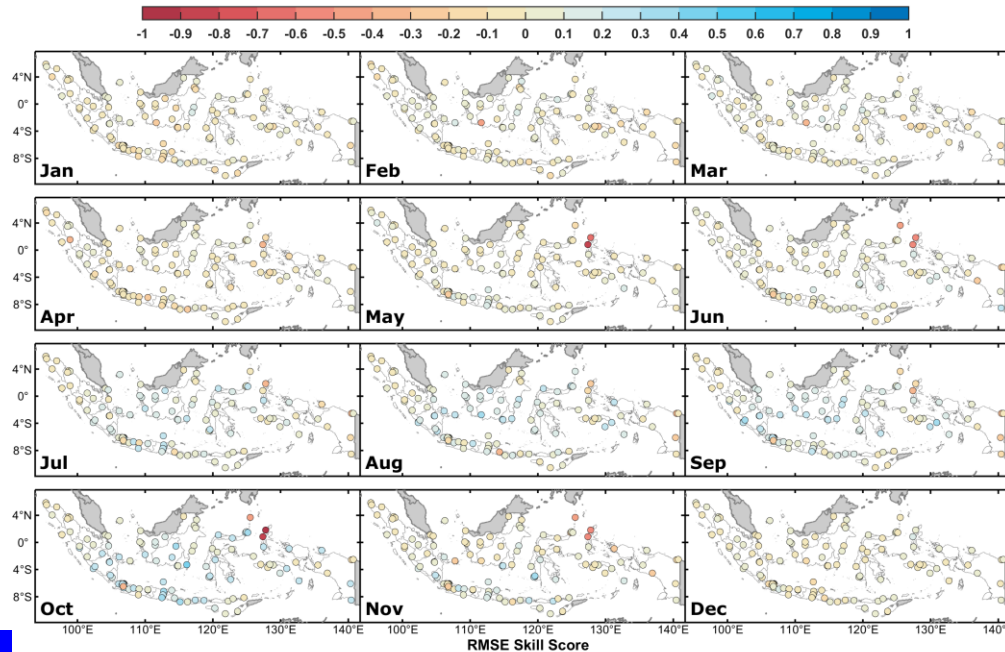 -1 -0.9 -0.8 -0.7 -0.6 -0.5 -0.4 -0.3 -0.2 -0.1 0 0.1 0.2 0.3 0.4 0.5 0.6 0.7 0.8 0.9 1
4°N
0°
4°S
8°S
Jan Feb Mar
4°N
0°
4°S
8°S
Apr May Jun
4°N
0°
4°S
8°S
Jul Aug Sep
4°N
0°
4°S
8°S
Oct Nov Dec
100°E 110°E 120°E 130°E 140°E 100°E 110°E 120°E 130°E 140°E 100°E 110°E 120°E 130°E 140°E
RMSE Skill Score